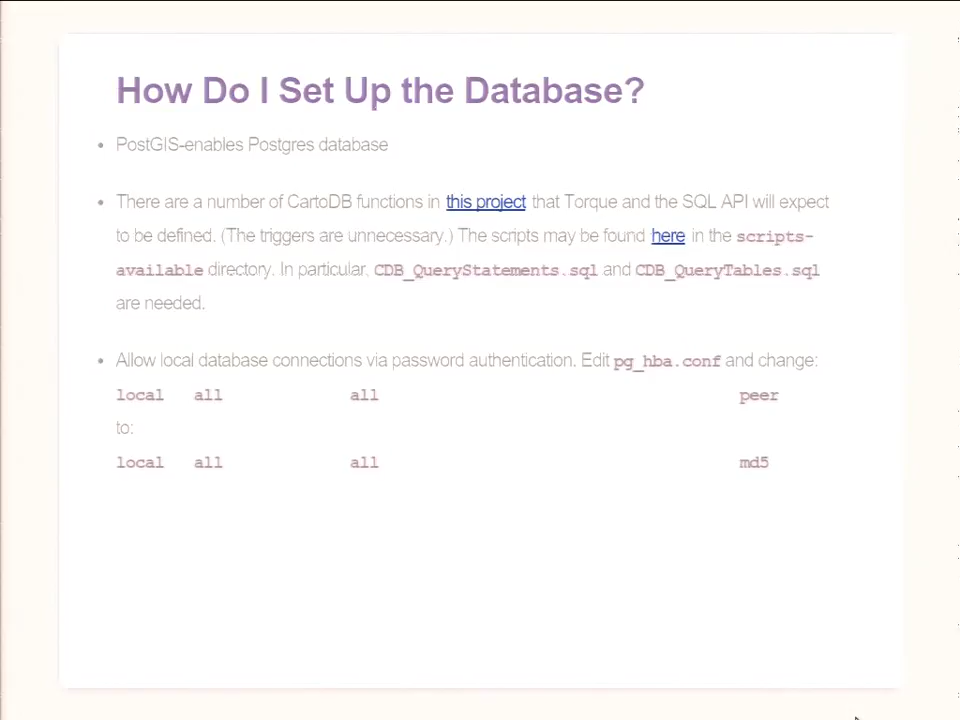 How Do I Set Up the Database?
PostGIS-enables Postgres database
There are a number of CartoDB functions in this project that Torque and the SQL API will expect
to be defined. (The triggers are unnecessary.) The scripts may be found here in the scripts-
available directory. In particular, CDB_QueryStatements.sql and CDB_QueryTables.sql
are needed.
Allow local database connections via password authentication. Edit pg_hba.conf and change:
local all all peer
to:
local all all md5